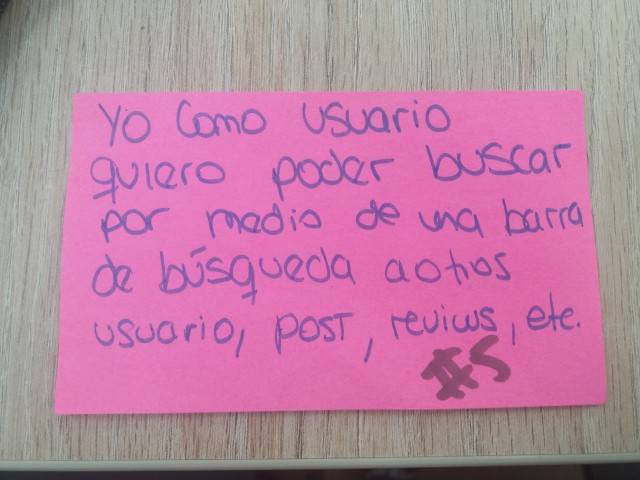 Yo como usuario
quiero poder buscar
por medio de una barra
de búsqueda a otros
usuario, post, reviws, etc.
#5